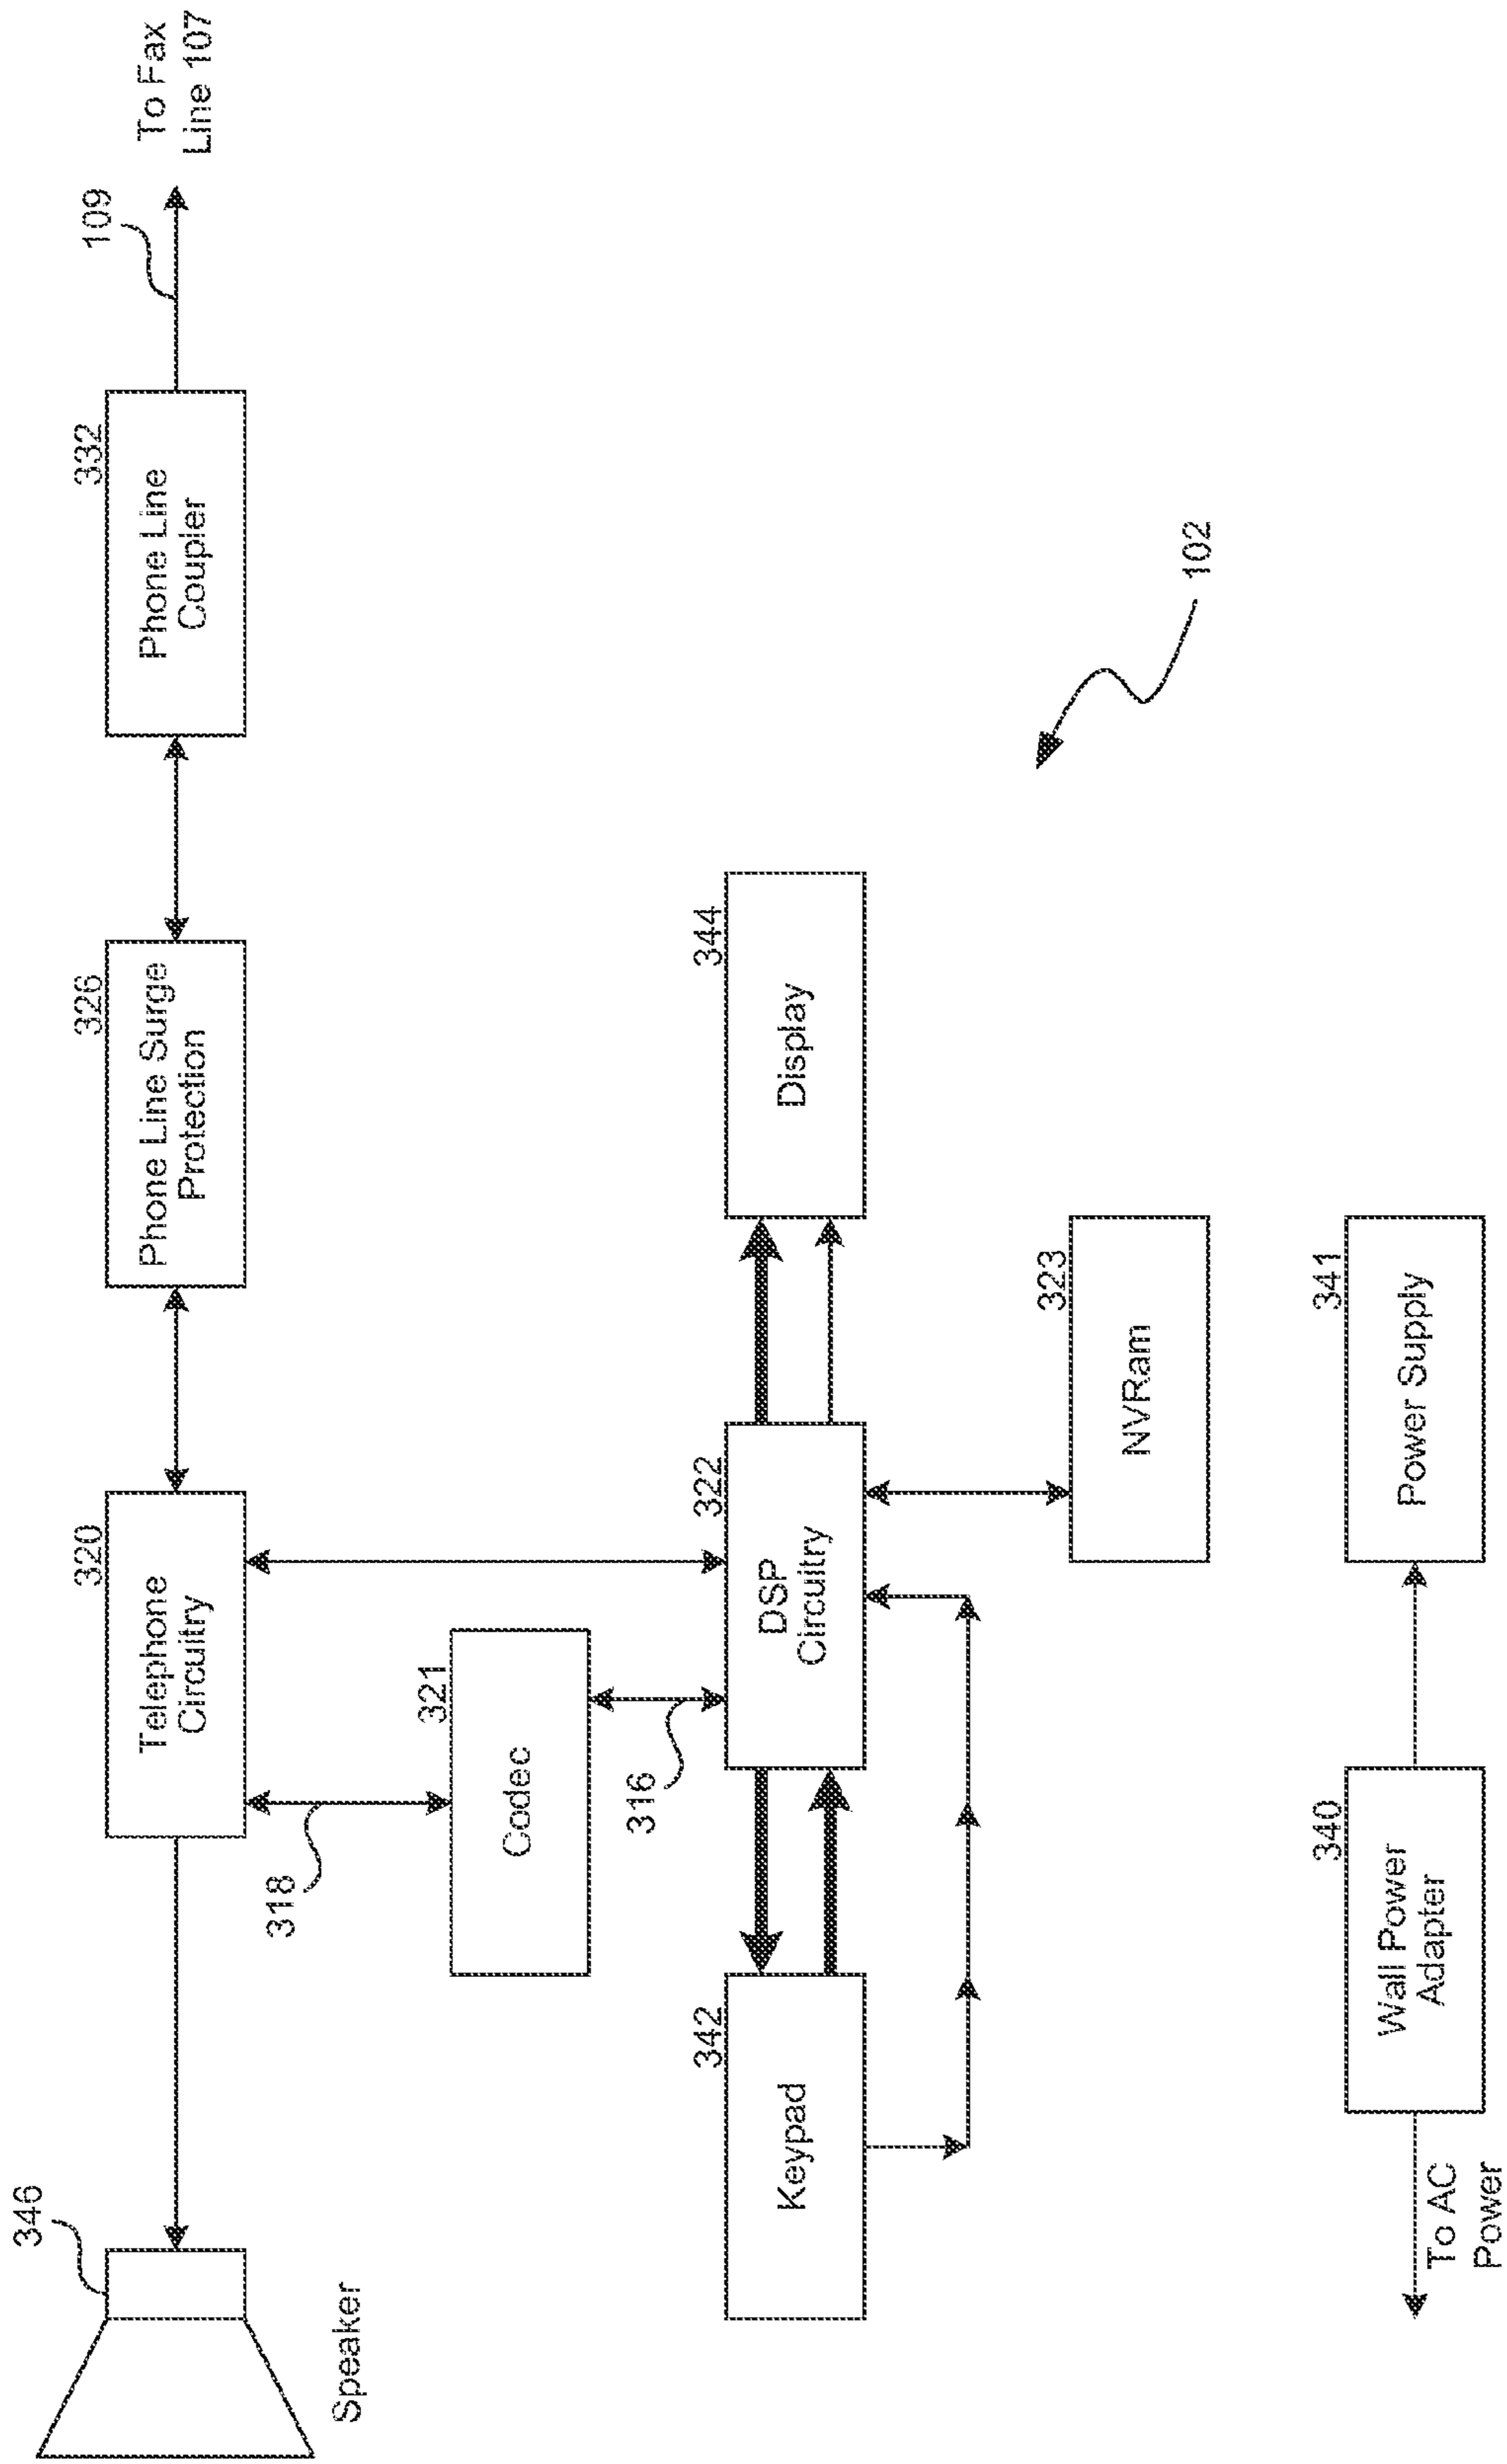 346
Speaker
320
Telephone
Circuitry
326
Phone Line Surge
Protection
332
Phone Line
Coupler
109
To Fax
Line 107
318
321
Codec
316
342
Keypad
322
DSP
Circuitry
344
Display
323
NVRam
102
To AC
Power
340
Wall Power
Adapter
341
Power Supply